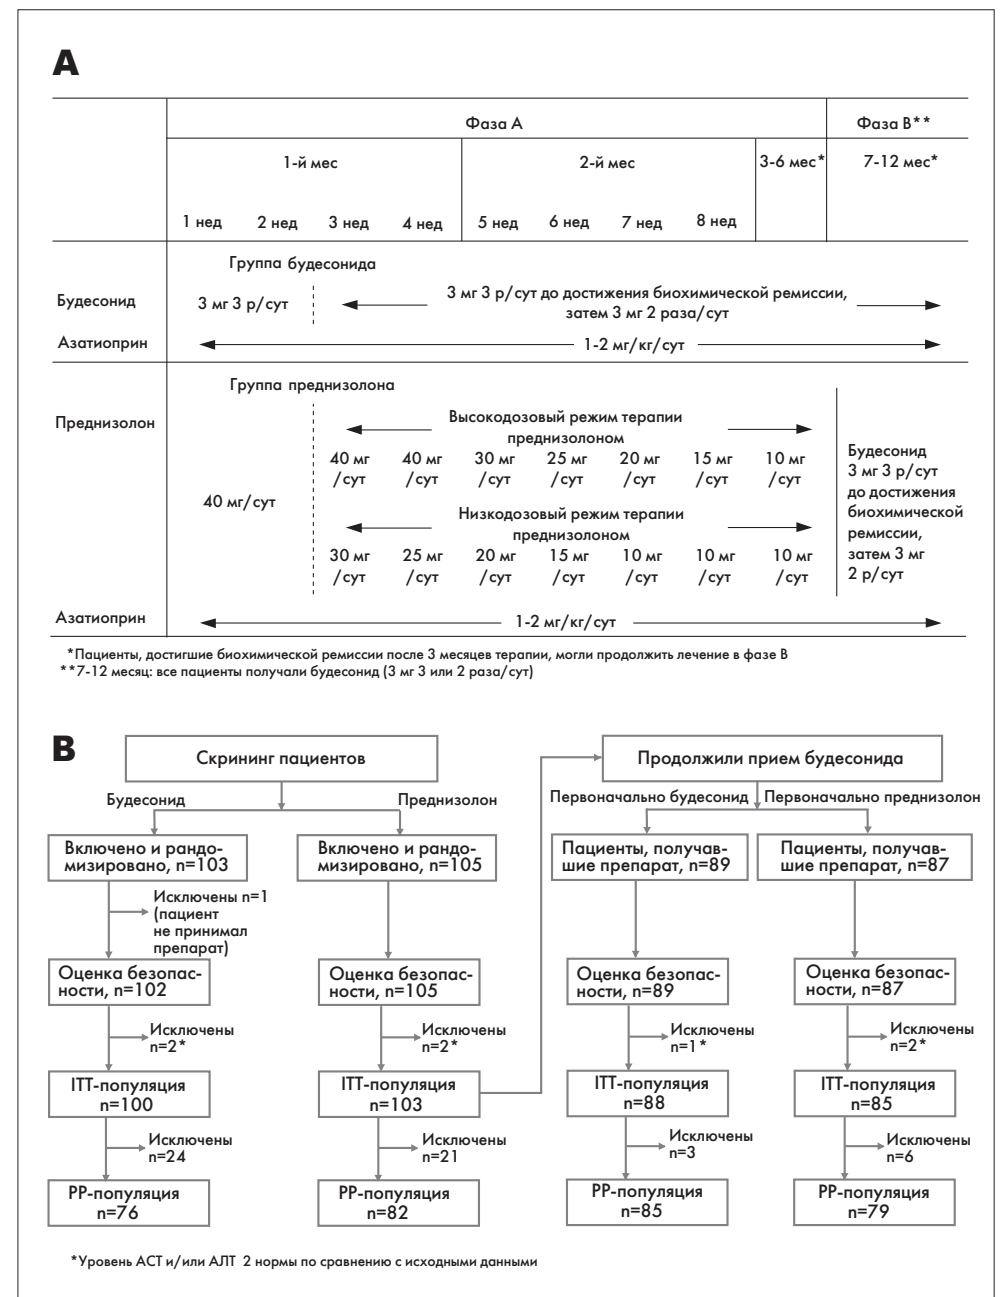 А
Фаза А
Фаза В**
1-й мес
2-й мес
3-6 мес*
7-12 мес*
1 нед 2 нед 3 нед 4 нед 5 нед 6 нед 7 нед 8 нед
Группа будесонида
Будесонид
3 мг 3 р/сут
3 мг 3 р/сут до достижения биохимической ремиссии,
затем 3 мг 2 раза/сут
Азатиоприн
1-2 мг/кг/сут
Группа преднизолона
Преднизолон
40 мг/сут
Высокодозовый режим терапии
преднизолоном
40 мг 40 мг 30 мг 25 мг 20 мг 15 мг 10 мг
/сут /сут /сут /сут /сут /сут /сут
Низкодозовый режим терапии
преднизолоном
30 мг 25 мг 20 мг 15 мг 10 мг 10 мг 10 мг
/сут /сут /сут /сут /сут /сут /сут
Будесонид
3 мг 3 р/сут
до достижения
биохимической
ремиссии,
затем 3 мг
2 р/сут
Азатиоприн
1-2 мг/кг/сут
*Пациенты, достигшие биохимической ремиссии после 3 месяцев терапии, могли продолжить лечение в фазе В
**7-12 месяц: все пациенты получали будесонид (3 мг 3 или 2 раза/сут)
В
Скрининг пациентов
Будесонид
Преднизолон
Включено и рандо-
мизировано, n=103
Включено и рандо-
мизировано, n=105
Исключены n=1
(пациент
не принимал
препарат)
Оценка безопас-
ности, n=102
Оценка безопас-
ности, n=105
Исключены
n=2*
Исключены
n=2*
ITT-популяция
n=100
ITT-популяция
n=103
Исключены
n=24
Исключены
n=21
PP-популяция
n=76
PP-популяция
n=82
Продолжили прием будесонида
Первоначально будесонид
Первоначально преднизолон
Пациенты, получав-
шие препарат, n=89
Пациенты, получав-
шие препарат, n=87
Оценка безопас-
ности, n=89
Оценка безопас-
ности, n=87
Исключены
n=1*
Исключены
n=2*
ITT-популяция
n=88
ITT-популяция
n=85
Исключены
n=3
Исключены
n=6
PP-популяция
n=85
PP-популяция
n=79
*Уровень АСТ и/или АЛТ 2 нормы по сравнению с исходными данными